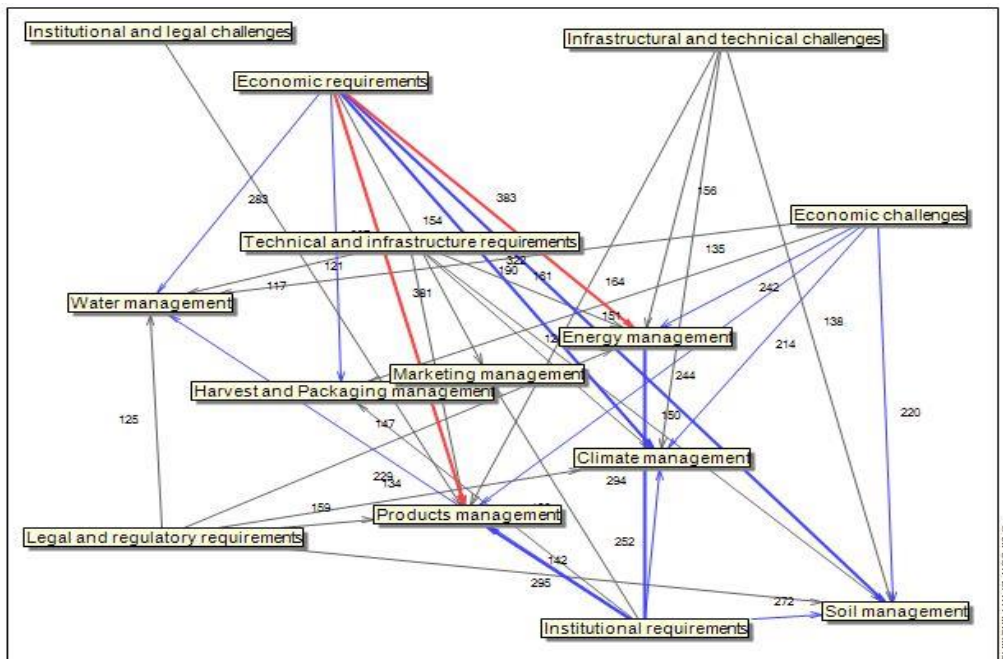 Institutional and legal challenges
Infrastructural and technical challenges
Economic requirements
156
283
383
154
Economic challenges
Technical and infrastructure requirements
135
322
121
190
161
117
164
242
Water management
381
151
138
Energy management
214
Marketing management
244
Harvest and Packaging management
220
125
147
150
Climate management
229
134
294
159
Products management
Legal and regulatory requirements
252
142
295
272
Soil management
Institutional requirements